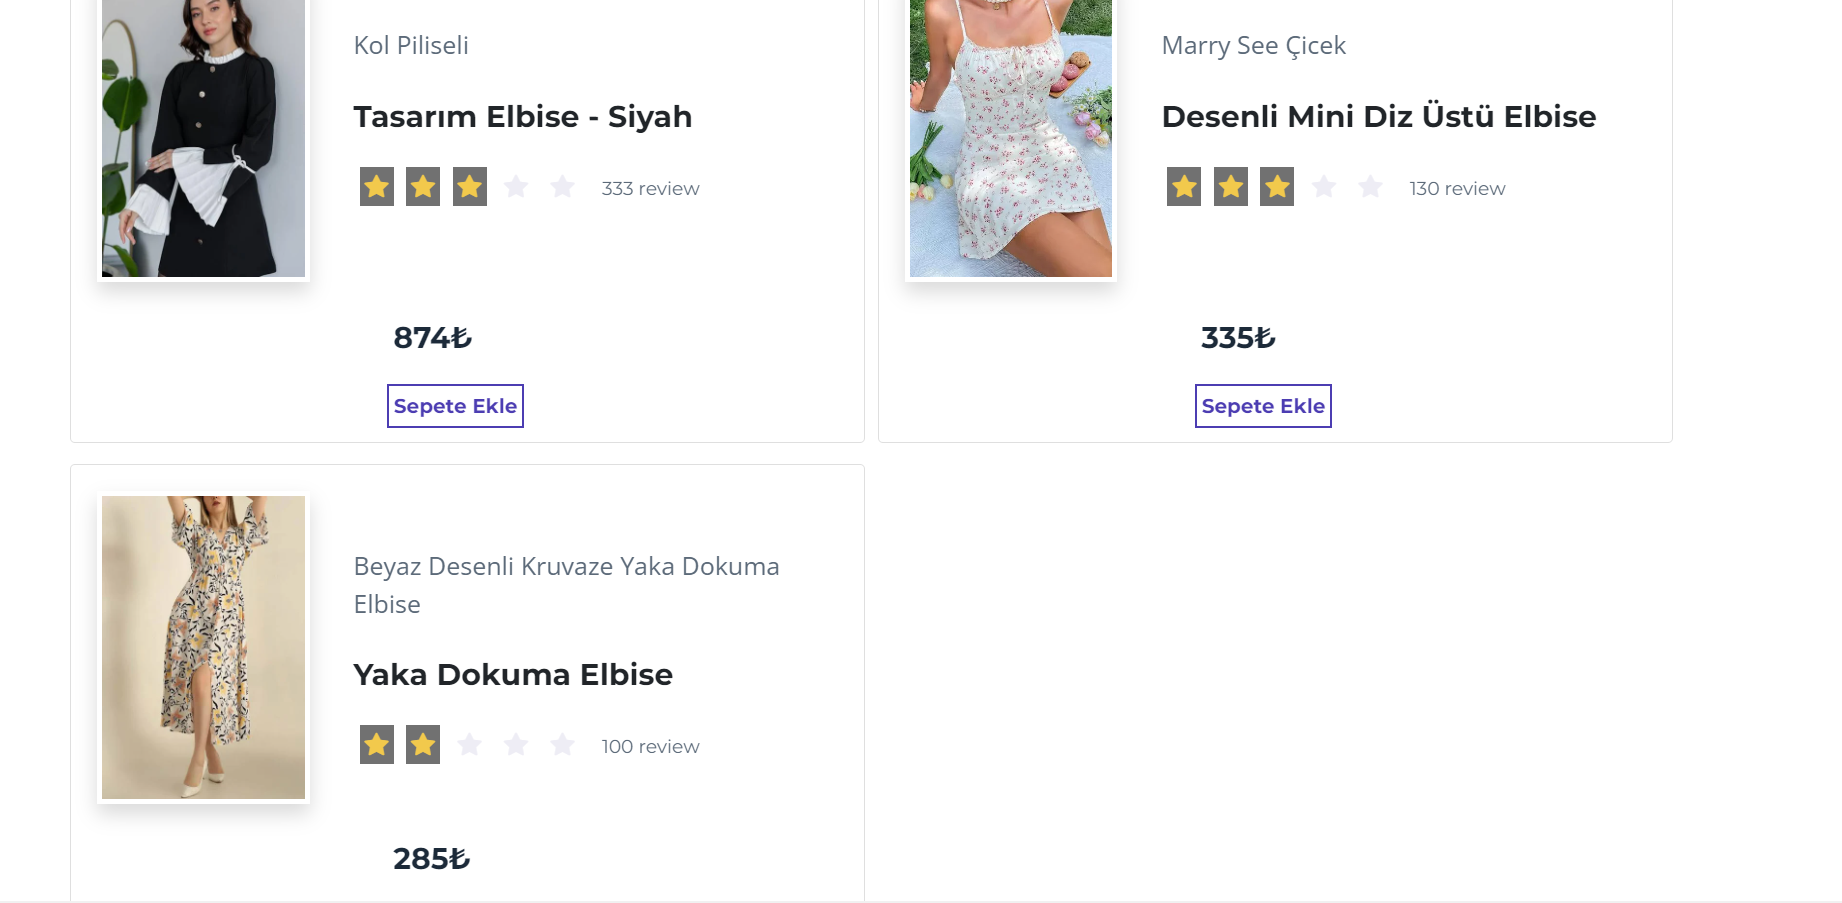 Kol Piliseli
Tasarım Elbise - Siyah
333 review
874₺
Sepete Ekle
Marry See Çicek
Desenli Mini Diz Üstü Elbise
130 review
335₺
Sepete Ekle
Beyaz Desenli Kruvaze Yaka Dokuma
Elbise
Yaka Dokuma Elbise
100 review
285₺